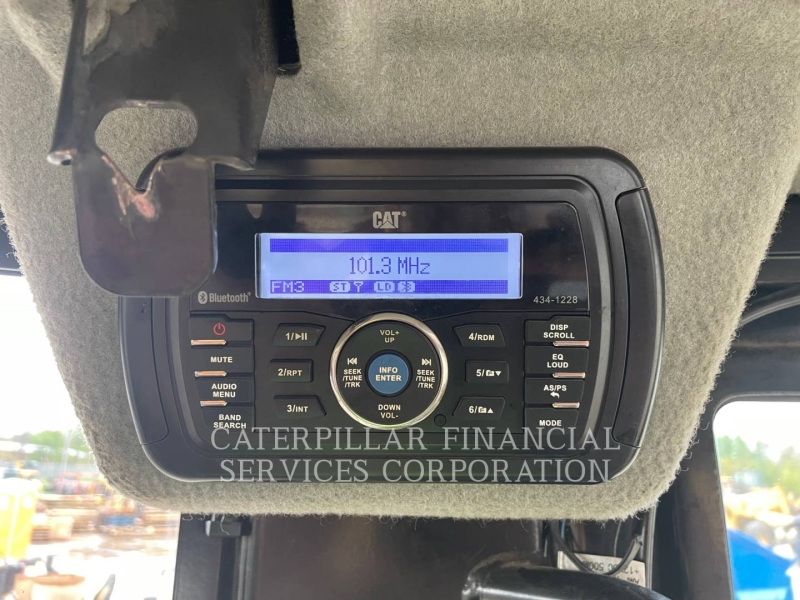 CAT®
101.3 MHz
FM3 ST LD
Bluetooth®
434-1228
MUTE
AUDIO
MENU
BAND
SEARCH
1/▶II
2/RPT
3/INT
VOL+
UP
SEEK
/TUNE
/TRK
INFO
ENTER
SEEK
/TUNE
/TRK
DOWN
VOL-
4/RDM
5/
6/
DISP
SCROLL
EQ
LOUD
AS/PS
MODE
CATERPILLAR FINANCIAL
SERVICES CORPORATION